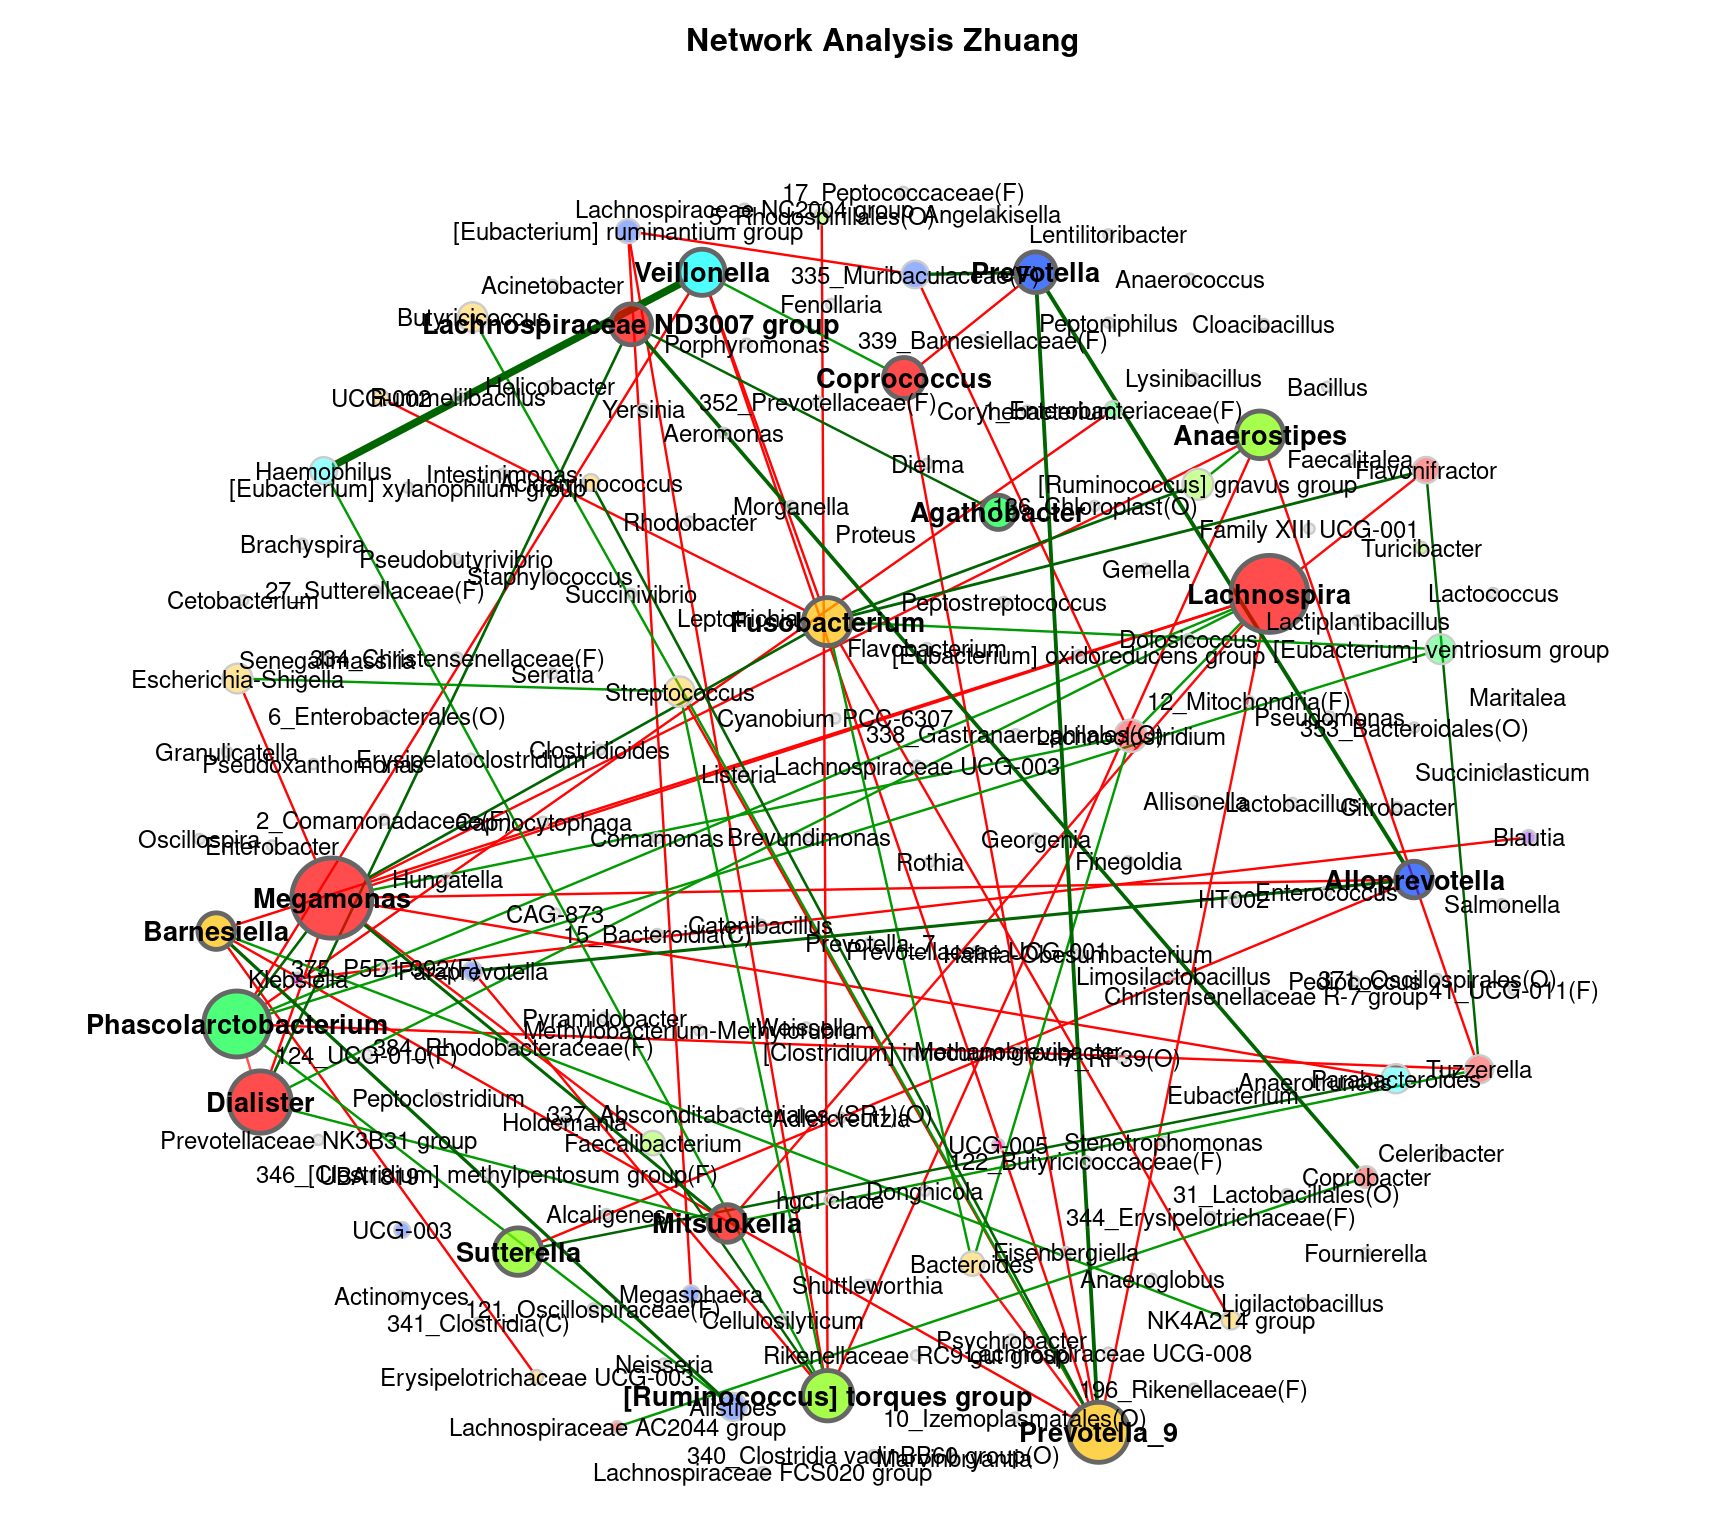 Network Analysis Zhuang
17_Peptococcaceae(F)
Lachnospiraceae NC2004 group
5_Rhodospirillales(O)
Angelakisella
[Eubacterium] ruminantium group
Lentilitoribacter
Veillonella
335_Muribaculaceae(F)
Prevotella
Anaerococcus
Acinetobacter
Fenollaria
Butyricicoccus
Lachnospiraceae ND3007 group
Peptoniphilus
Cloacibacillus
Porphyromonas
339_Barnesiellaceae(F)
Coprococcus
Lysinibacillus
Bacillus
Helicobacter
UCG-002
Rummeliibacillus
Yersinia
352_Prevotellaceae(F)
Corynebacterium
1_Enterobacteriaceae(F)
Aeromonas
Anaerostipes
Faecalitalea
Flavonifractor
Dielma
Haemophilus
Intestinimonas
[Eubacterium] xylanophilum group
Acidaminococcus
[Ruminococcus] gnavus group
Morganella
Agathobacter
136_Chloroplast(O)
Rhodobacter
Proteus
Family XIII UCG-001
Brachyspira
Turicibacter
Pseudobutyrivibrio
Staphylococcus
Gemella
27_Sutterellaceae(F)
Succinivibrio
Lachnospira
Lactococcus
Cetobacterium
Peptostreptococcus
Leptotrichia
Fusobacterium
Lactiplantibacillus
Dolosicoccus
Flavobacterium
[Eubacterium] oxidoreducens group
[Eubacterium] ventriosum group
Senegalimassilia
334_Christensenellaceae(F)
Serratia
Escherichia-Shigella
Streptococcus
12_Mitochondria(F)
Maritalea
6_Enterobacterales(O)
Cyanobium PCC-6307
Pseudomonas
353_Bacteroidales(O)
338_Gastranaerophilales(O)
Lachnoclostridium
Granulicatella
Clostridioides
Pseudoxanthomonas
Erysipelatoclostridium
Listeria
Lachnospiraceae UCG-003
Succiniclasticum
Allisonella
Lactobacillus
Citrobacter
2_Comamonadaceae(F)
Capnocytophaga
Oscillospira
Enterobacter
Comamonas
Brevundimonas
Georgenia
Blautia
Rothia
Finegoldia
Hungatella
Alloprevotella
Megamonas
HT002
Enterococcus
Salmonella
CAG-873
Catenibacillus
Barnesiella
15_Bacteroidia(C)
Prevotella_7
Prevotellaceae UCG-001
Hafnia-Obesumbacterium
375_P5D1-392(F)
Paraprevotella
Klebsiella
Limosilactobacillus
Pediococcus
371_Oscillospirales(O)
41_UCG-011(F)
Christensenellaceae R-7 group
Phascolarctobacterium
Pyramidobacter
Methylobacterium-Methylorubrum
Weissella
384_Rhodobacteraceae(F)
124_UCG-010(F)
[Clostridium] innocuum group
Methanobrevibacter
7_RF39(O)
Tuzzerella
Anaerotruncus
Parabacteroides
Eubacterium
Dialister
Peptoclostridium
Holdemania
337_Absconditabacteriales (SR1)(O)
Adlercreutzia
Prevotellaceae NK3B31 group
Faecalibacterium
UCG-005
Stenotrophomonas
Celeribacter
122_Butyricicoccaceae(F)
346_[Clostridium] methylpentosum group(F)
UBA1819
Coprobacter
31_Lactobacillales(O)
Donghicola
hgcI clade
Alcaligenes
Mitsuokella
344_Erysipelotrichaceae(F)
UCG-003
Sutterella
Bacteroides
Eisenbergiella
Fournierella
Anaeroglobus
Shuttleworthia
Actinomyces
Megasphaera
121_Oscillospiraceae(F)
Ligilactobacillus
341_Clostridia(C)
Cellulosilyticum
NK4A214 group
Psychrobacter
Rikenellaceae RC9 gut group
Lachnospiraceae UCG-008
Neisseria
Erysipelotrichaceae UCG-003
196_Rikenellaceae(F)
[Ruminococcus] torques group
Alistipes
10_Izemoplasmatales(O)
Lachnospiraceae AC2044 group
Prevotella_9
340_Clostridia vadinBB60 group(O)
Marvinbryantia
Lachnospiraceae FCS020 group